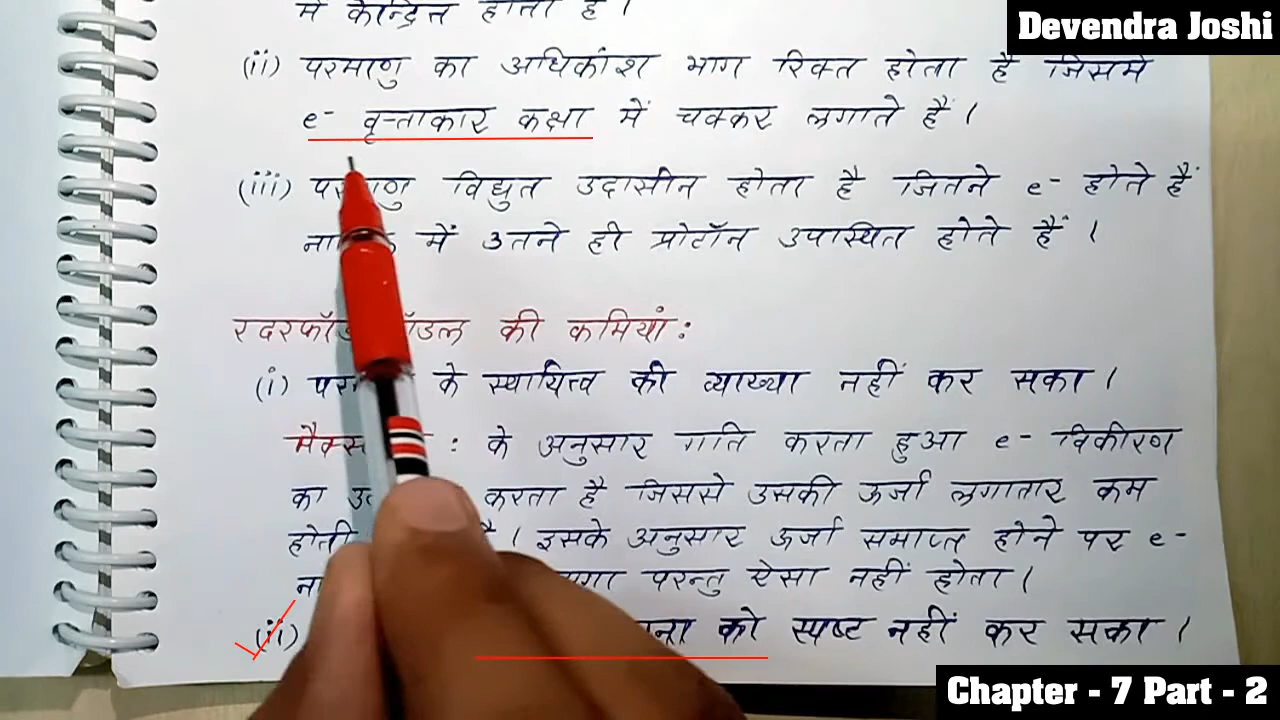 में केन्द्रित होता है ।
Devendra Joshi
(ii) परमाणु का अधिकांश भाग रिक्त होता है जिसमें
e- वृत्ताकार कक्षा में चक्कर लगाते हैं ।
(iii) विद्युत उदासीन होता है जितने e- होते हैं
में उतने ही प्रोटॉन उपास्थित होते हैं ।
की कमियां :
(i) के स्थायित्व की व्याख्या नहीं कर सका ।
: के अनुसार गति करता हुआ e- विकीरण
का करता है जिससे उसकी ऊर्जा लगातार कम
होती है । इसके अनुसार ऊर्जा समाप्त होने पर e-
परन्तु ऐसा नहीं होता ।
(ii) को स्पष्ट नहीं कर सका ।
Chapter - 7 Part - 2